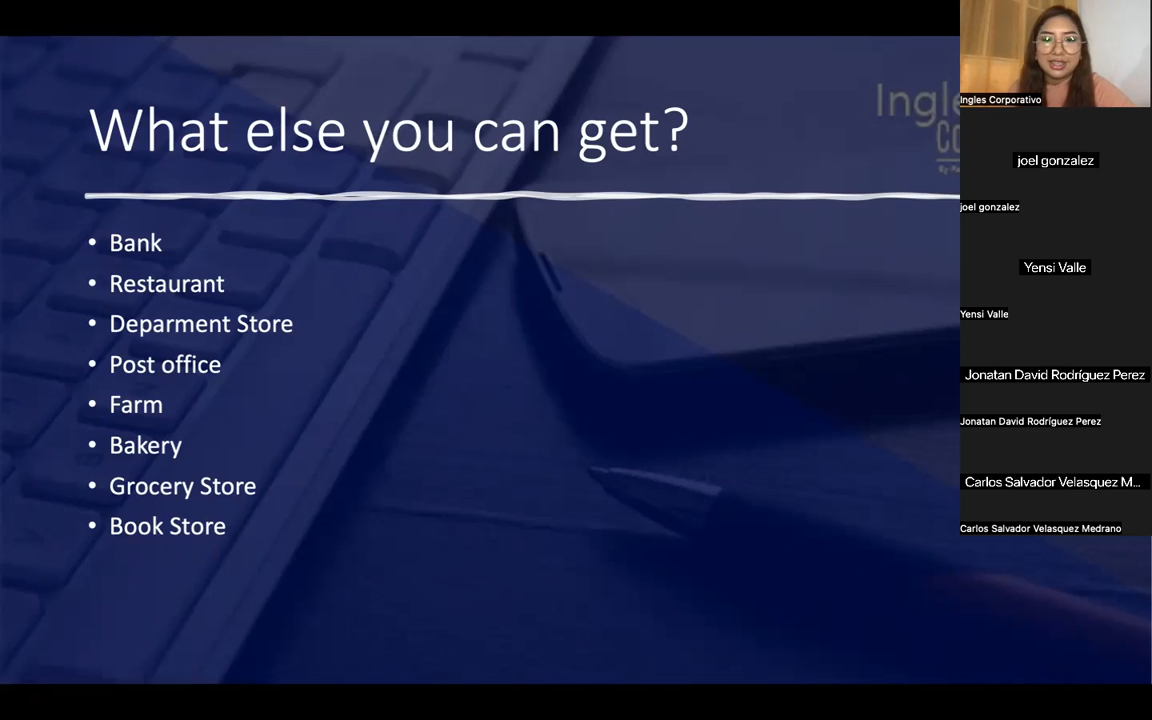 What else you can get?
• Bank
• Restaurant
• Deparment Store
• Post office
• Farm
• Bakery
• Grocery Store
• Book Store
Ingles Corporativo
joel gonzalez
joel gonzalez
Yensi Valle
Yensi Valle
Jonatan David Rodríguez Perez
Jonatan David Rodríguez Perez
Carlos Salvador Velasquez M...
Carlos Salvador Velasquez Medrano